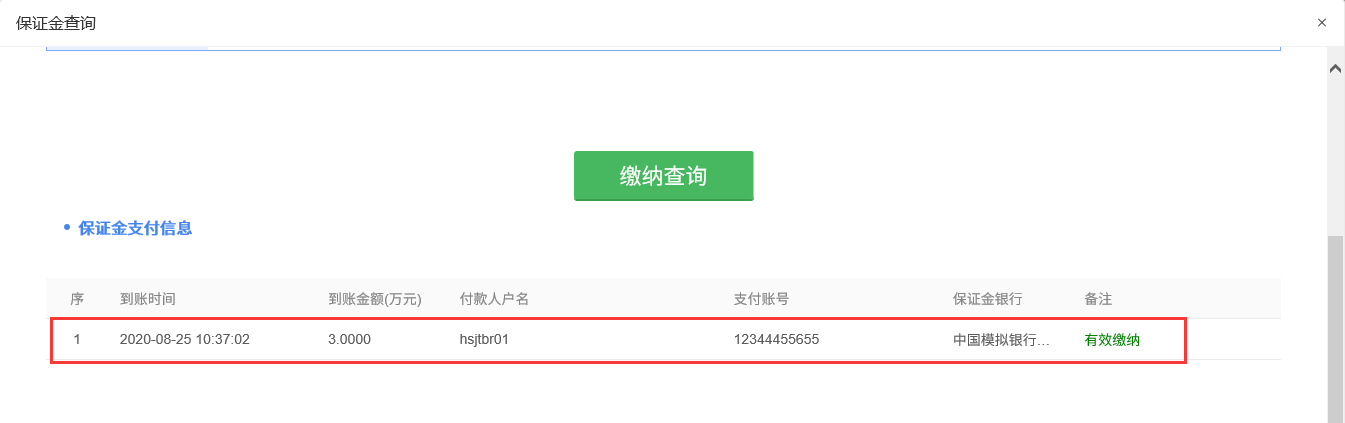 保证金查询
缴纳查询
保证金支付信息
序 到账时间 到账金额(万元) 付款人户名 支付账号 保证金银行 备注
1 2020-08-25 10:37:02 3.0000 hsjtbr01 12344455655 中国模拟银行... 有效缴纳